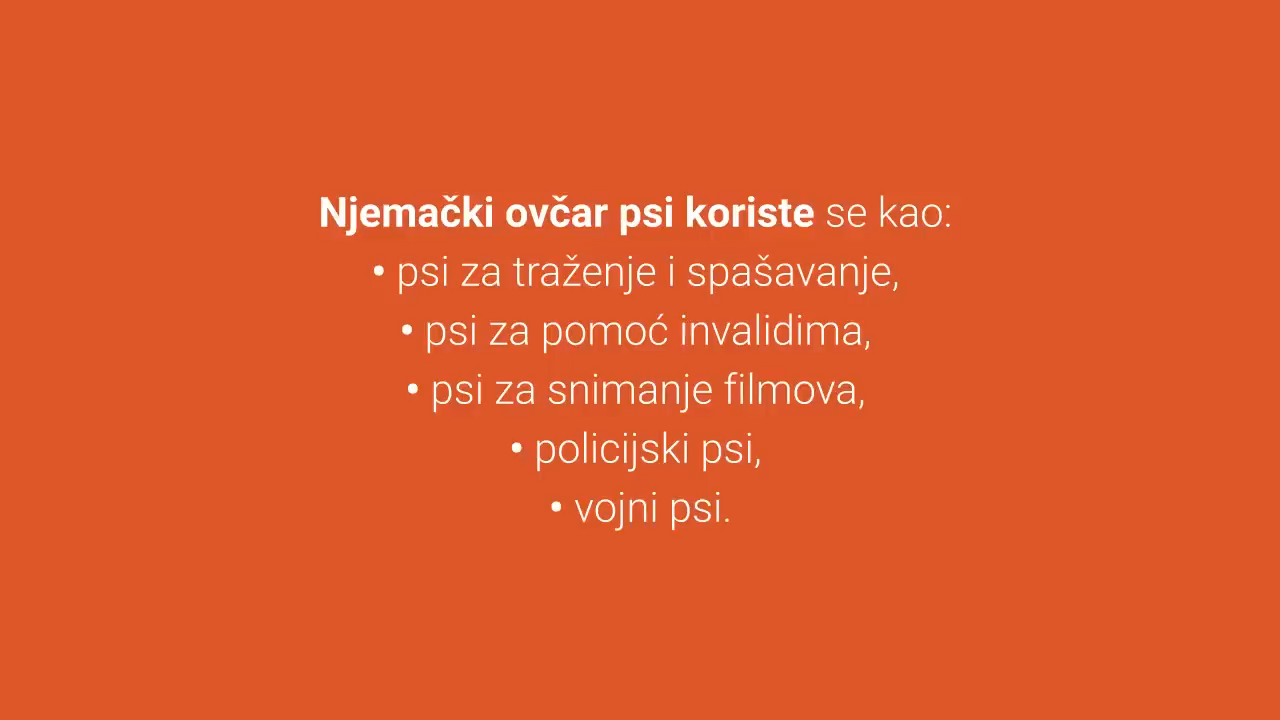 Njemački ovčar psi koriste se kao:
• psi za traženje i spašavanje,
• psi za pomoć invalidima,
• psi za snimanje filmova,
• policijski psi,
• vojni psi.